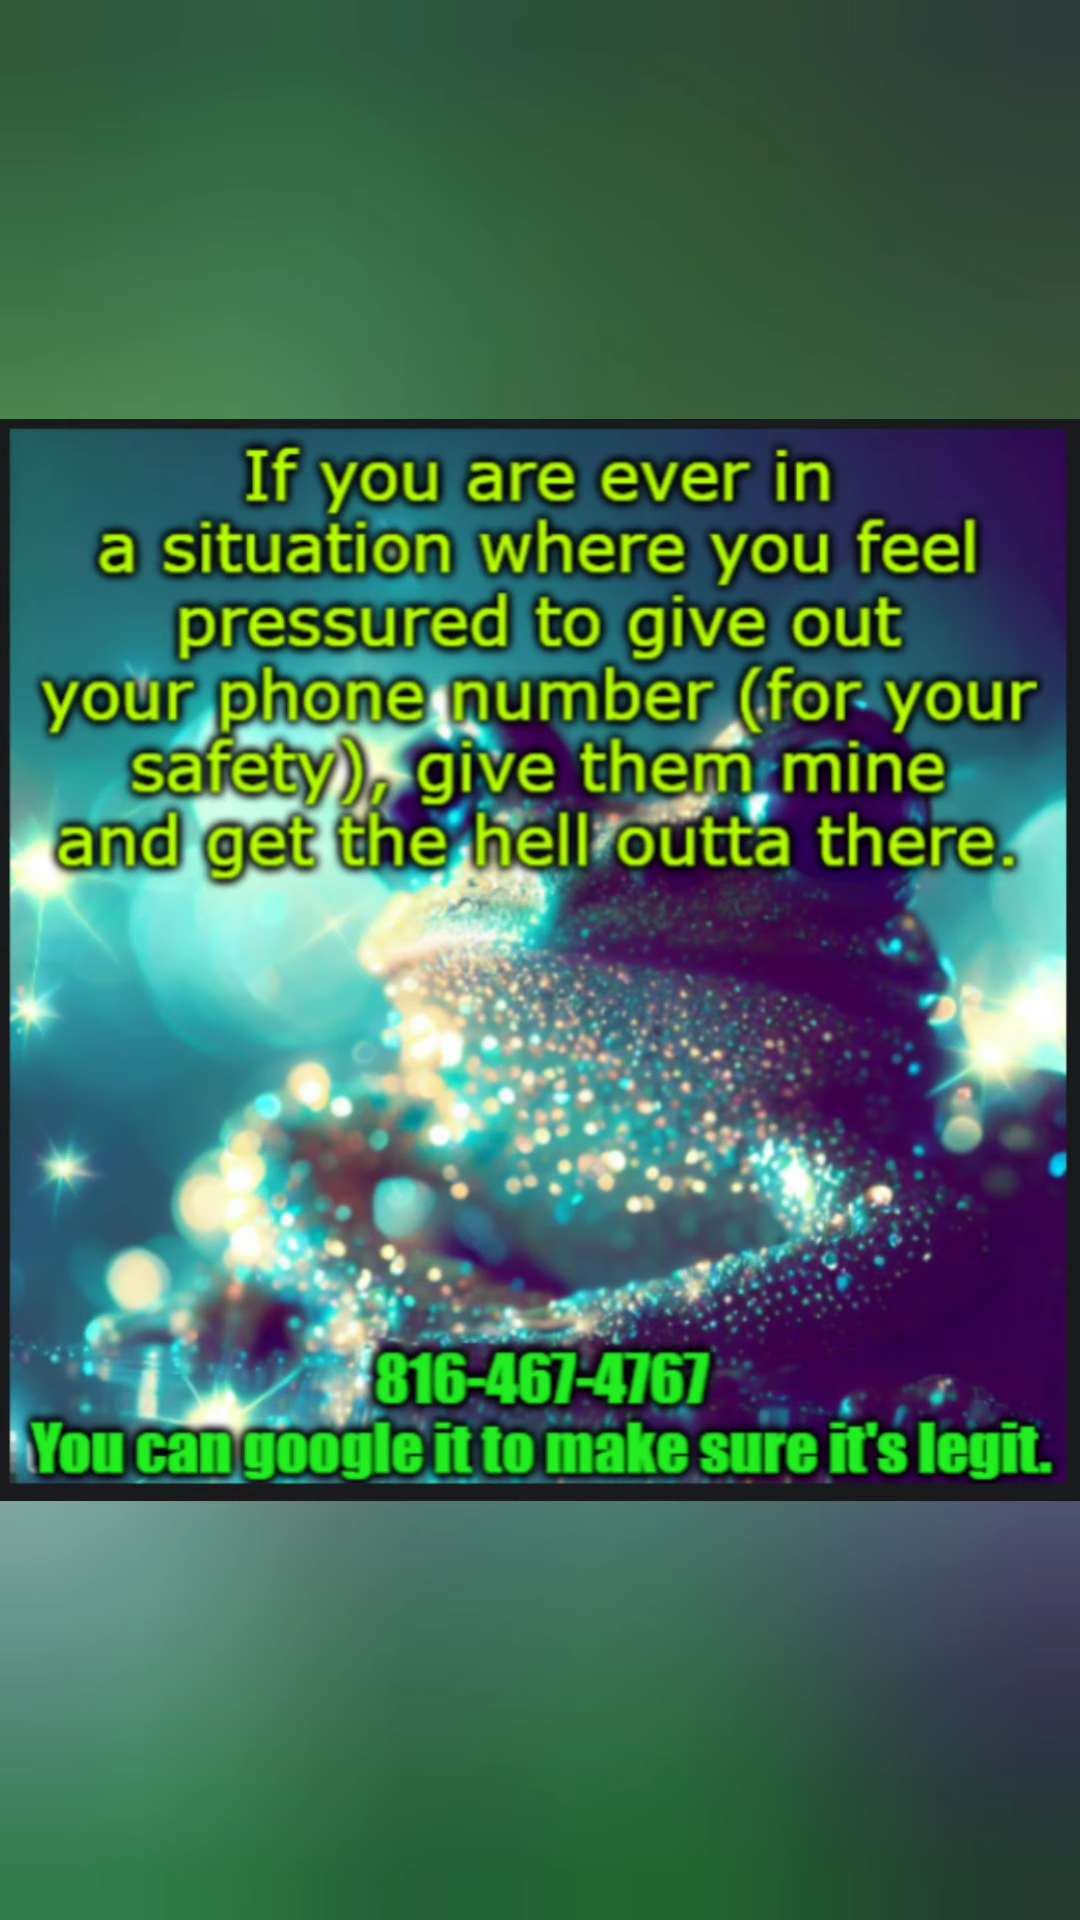 If you are ever in
a situation where you feel
pressured to give out
your phone number (for your
safety), give them mine
and get the hell outta there.
816-467-4767
You can google it to make sure it's legit.